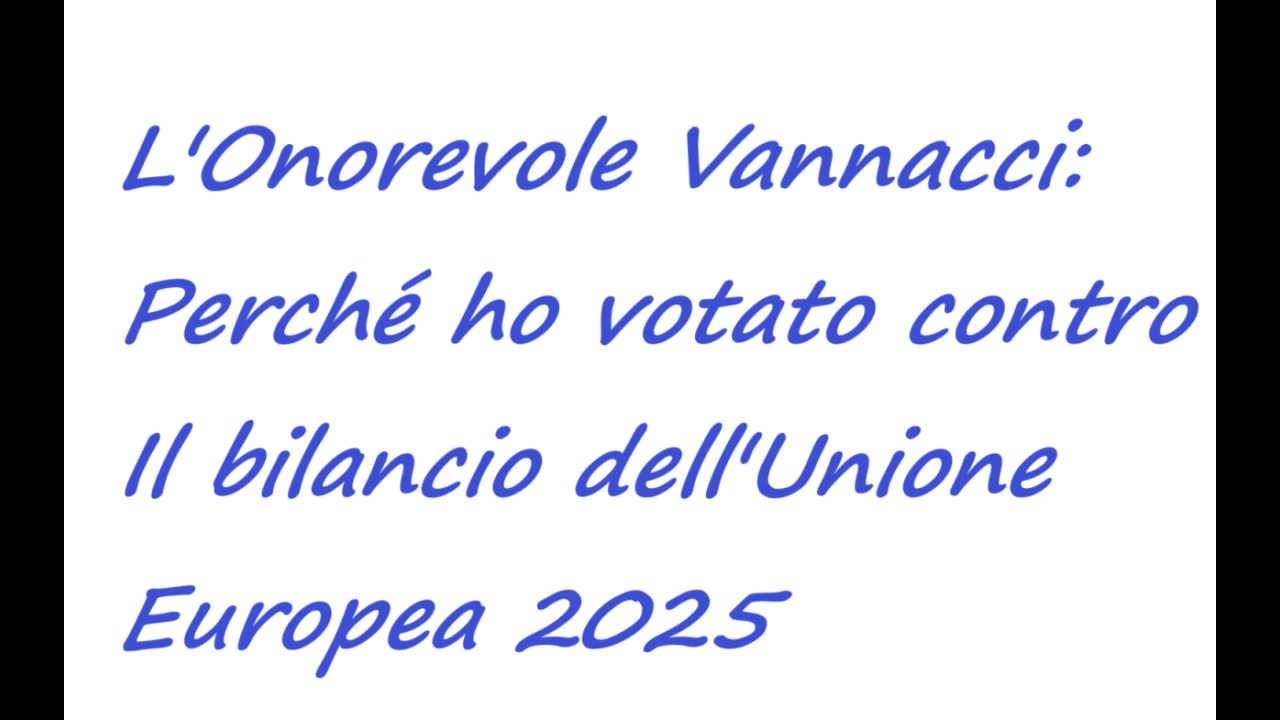 L'Onorevole Vannacci:
Perché ho votato contro
Il bilancio dell'Unione
Europea 2025